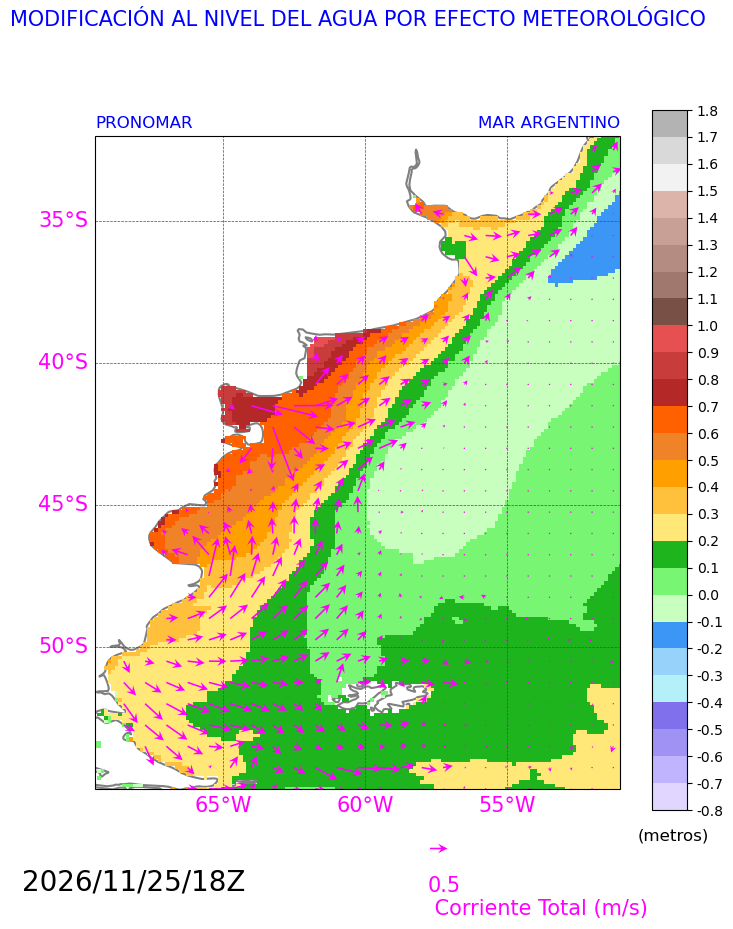 MODIFICACIÓN AL NIVEL DEL AGUA POR EFECTO METEOROLÓGICO
PRONOMAR MAR ARGENTINO
35°S
40°S
45°S
50°S
65°W 60°W 55°W
1.8
1.7
1.6
1.5
1.4
1.3
1.2
1.1
1.0
0.9
0.8
0.7
0.6
0.5
0.4
0.3
0.2
0.1
0.0
-0.1
-0.2
-0.3
-0.4
-0.5
-0.6
-0.7
-0.8
(metros)
2026/11/25/18Z
0.5
Corriente Total (m/s)